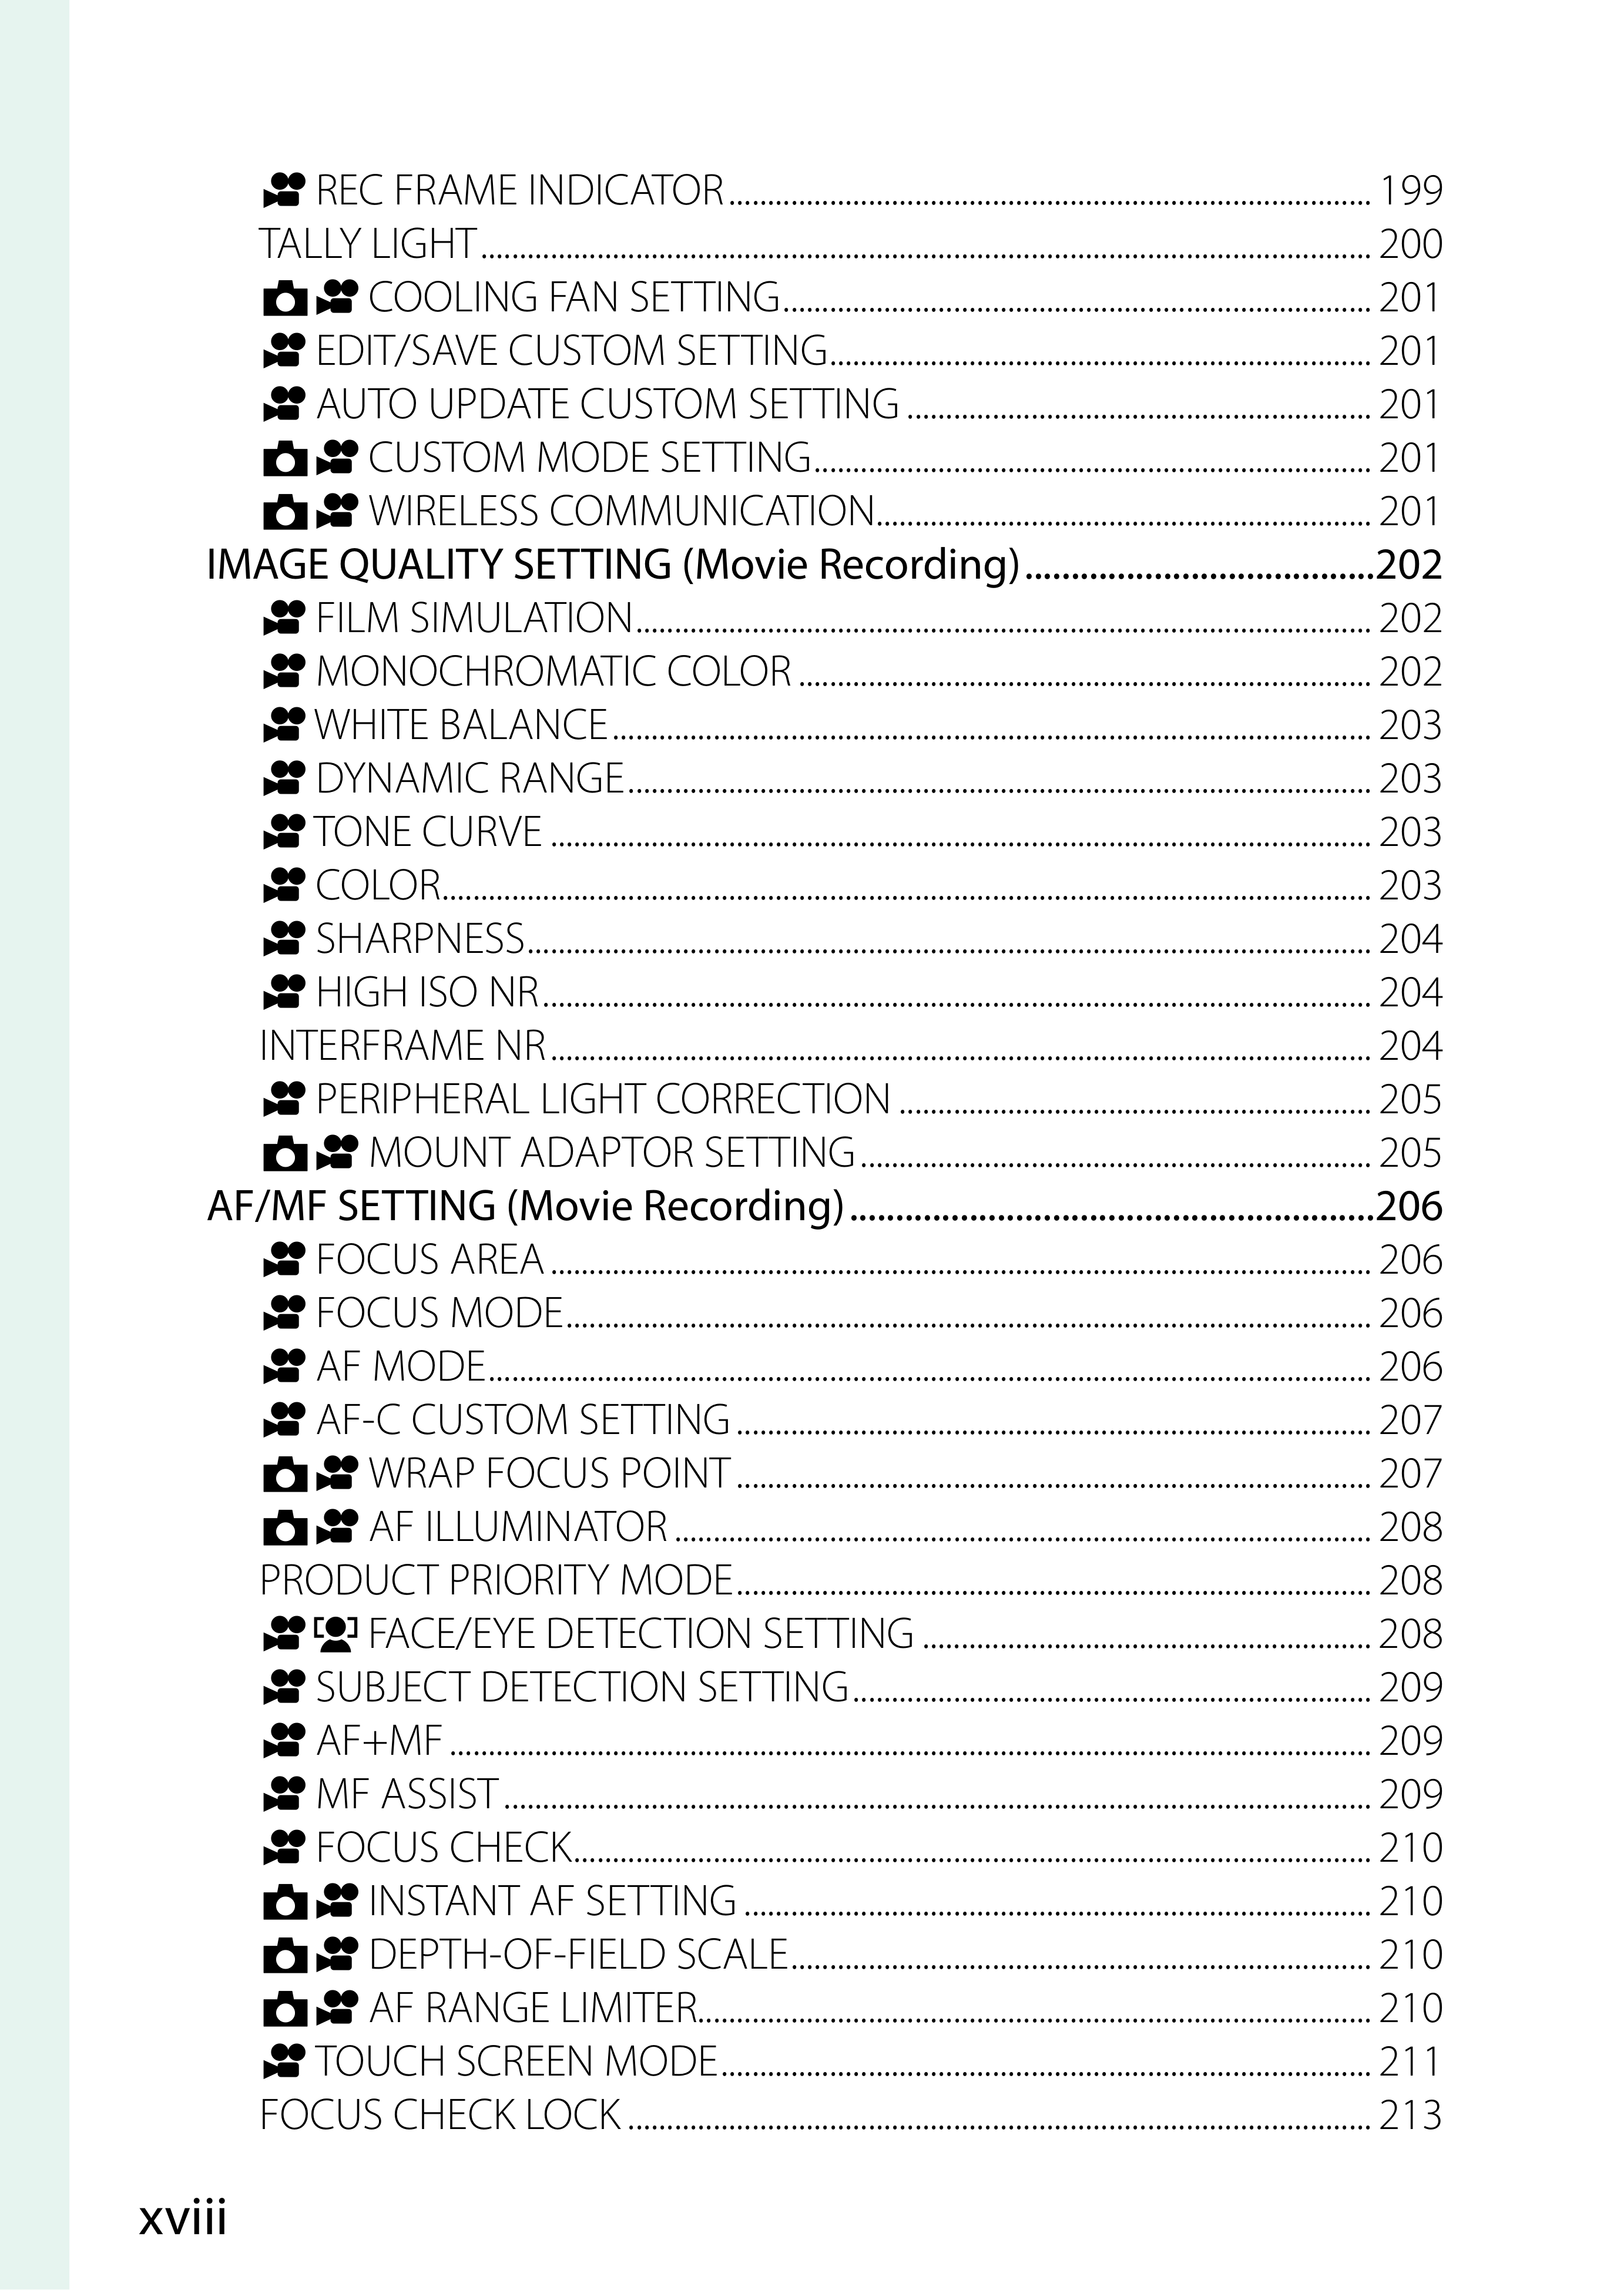 REC FRAME INDICATOR.................... 199
TALLY LIGHT.................... 200
COOLING FAN SETTING.................... 201
EDIT/SAVE CUSTOM SETTING.................... 201
AUTO UPDATE CUSTOM SETTING.................... 201
CUSTOM MODE SETTING.................... 201
WIRELESS COMMUNICATION.................... 201
IMAGE QUALITY SETTING (Movie Recording)....................202
FILM SIMULATION.................... 202
MONOCHROMATIC COLOR.................... 202
WHITE BALANCE.................... 203
DYNAMIC RANGE.................... 203
TONE CURVE.................... 203
COLOR.................... 203
SHARPNESS.................... 204
HIGH ISO NR.................... 204
INTERFRAME NR.................... 204
PERIPHERAL LIGHT CORRECTION.................... 205
MOUNT ADAPTOR SETTING.................... 205
AF/MF SETTING (Movie Recording)....................206
FOCUS AREA.................... 206
FOCUS MODE.................... 206
AF MODE.................... 206
AF-C CUSTOM SETTING.................... 207
WRAP FOCUS POINT.................... 207
AF ILLUMINATOR.................... 208
PRODUCT PRIORITY MODE.................... 208
FACE/EYE DETECTION SETTING.................... 208
SUBJECT DETECTION SETTING.................... 209
AF+MF.................... 209
MF ASSIST.................... 209
FOCUS CHECK.................... 210
INSTANT AF SETTING.................... 210
DEPTH-OF-FIELD SCALE.................... 210
AF RANGE LIMITER.................... 210
TOUCH SCREEN MODE.................... 211
FOCUS CHECK LOCK.................... 213
xviii